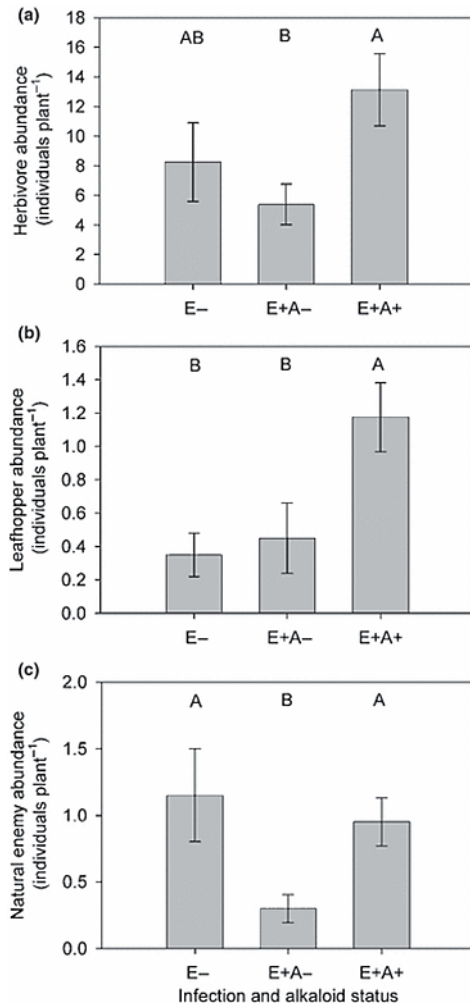 (a)
Herbivore abundance
(individuals plant⁻¹)
18
16
14
12
10
8
6
4
2
0
AB
B
A
E–
E+A–
E+A+
(b)
Leafhopper abundance
(individuals plant⁻¹)
1.6
1.4
1.2
1.0
0.8
0.6
0.4
0.2
0.0
B
B
A
E–
E+A–
E+A+
(c)
Natural enemy abundance
(individuals plant⁻¹)
2.0
1.5
1.0
0.5
0.0
A
B
A
E–
E+A–
E+A+
Infection and alkaloid status